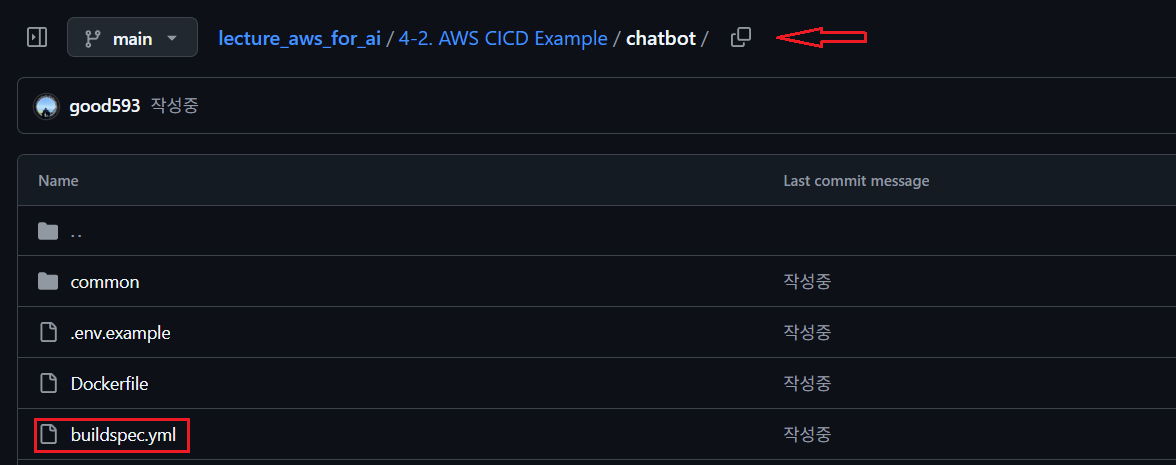 main lecture_aws_for_ai / 4-2. AWS CICD Example / chatbot /
good593 작성중
Name Last commit message
..
common 작성중
.env.example 작성중
Dockerfile 작성중
buildspec.yml 작성중